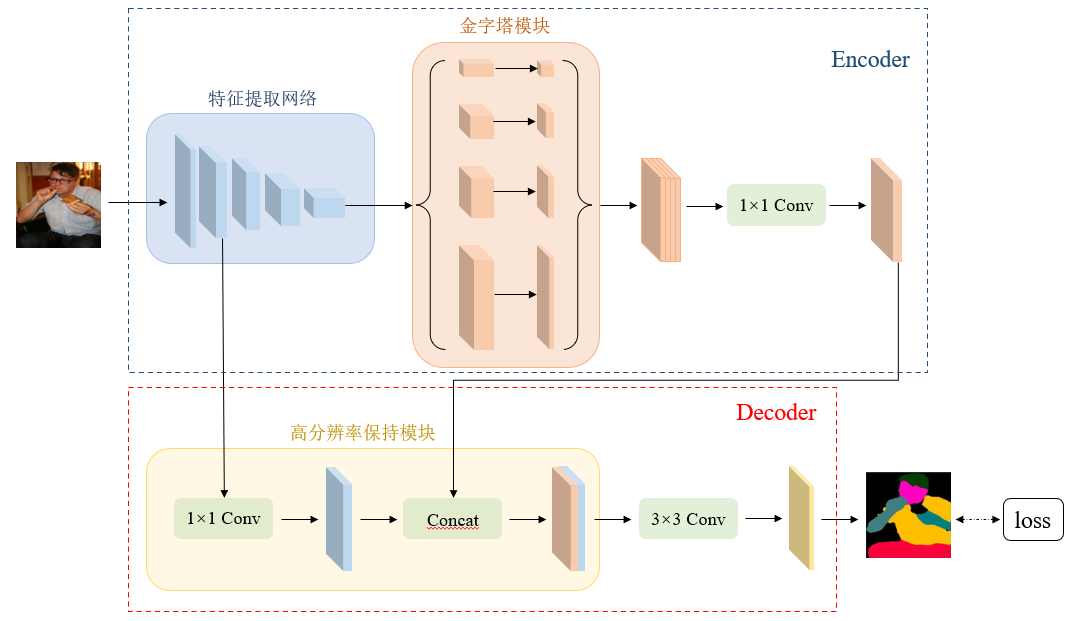 金字塔模块
Encoder
特征提取网络
1×1 Conv
Decoder
高分辨率保持模块
1×1 Conv
Concat
3×3 Conv
loss